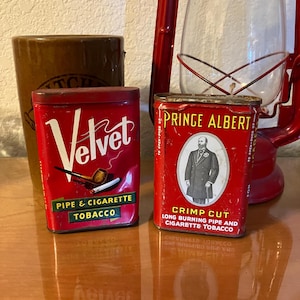 Velvet
PIPE & CIGARETTE
TOBACCO
PRINCE ALBERT
CRIMP CUT
LONG BURNING PIPE AND
CIGARETTE TOBACCO